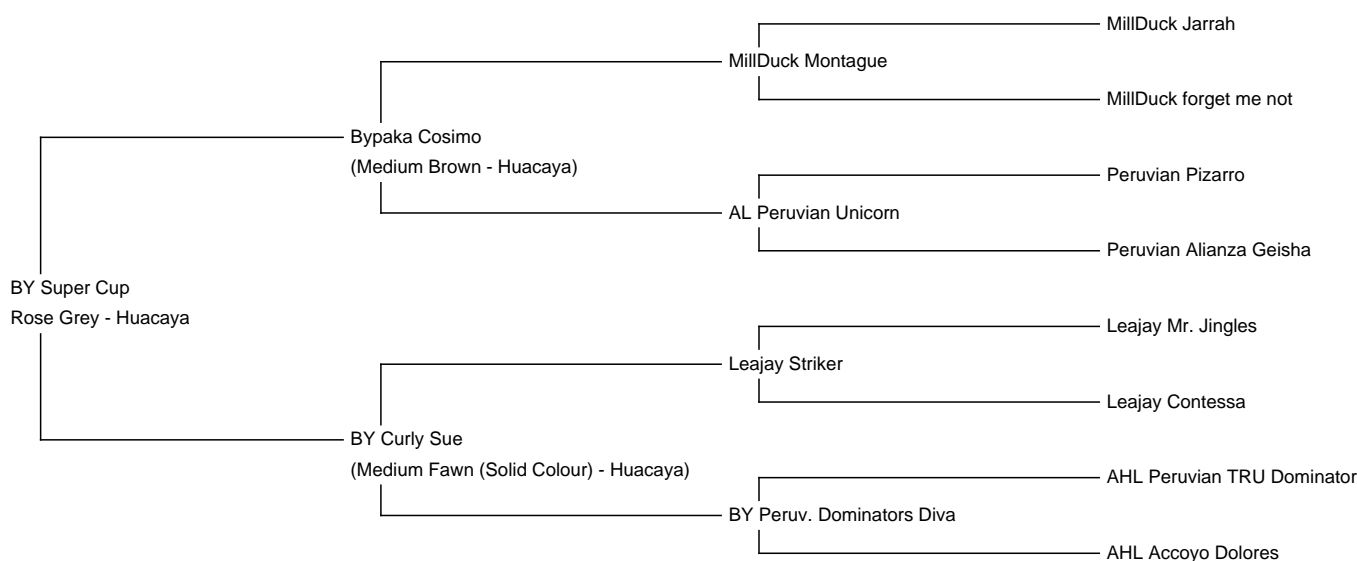 MillDuck Jarrah
MillDuck Montague
MillDuck forget me not
Bypaka Cosimo
(Medium Brown - Huacaya)
Peruvian Pizarro
AL Peruvian Unicorn
Peruvian Alianza Geisha
BY Super Cup
Rose Grey - Huacaya
Leajay Mr. Jingles
Leajay Striker
Leajay Contessa
BY Curly Sue
(Medium Fawn (Solid Colour) - Huacaya)
AHL Peruvian TRU Dominator
BY Peruv. Dominators Diva
AHL Accoyo Dolores